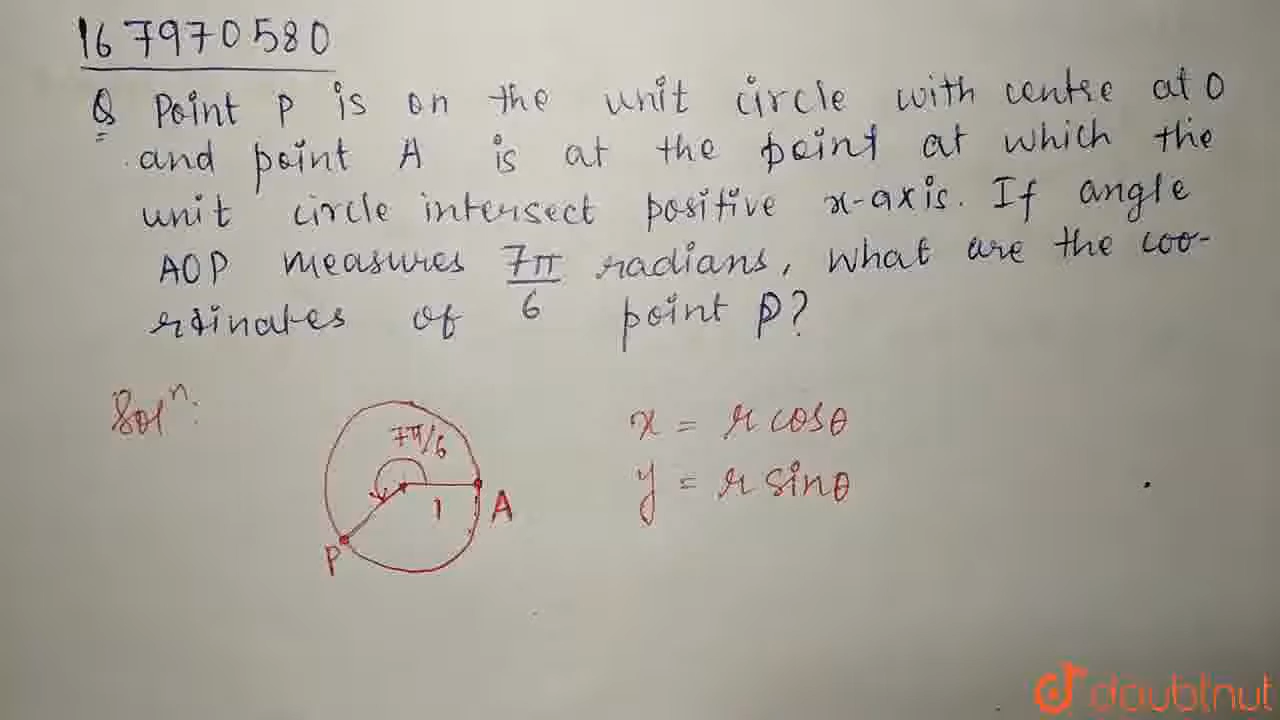 167970580
Q Point P is on the unit circle with centre at O
and point A is at the point at which the
unit circle intersect positive x-axis. If angle
AOP measures 7π/6 radians, what are the coo-
rdinates of point P?
Solⁿ:
7π/6
1
A
P
x = r cosθ
y = r sinθ
doubtnut